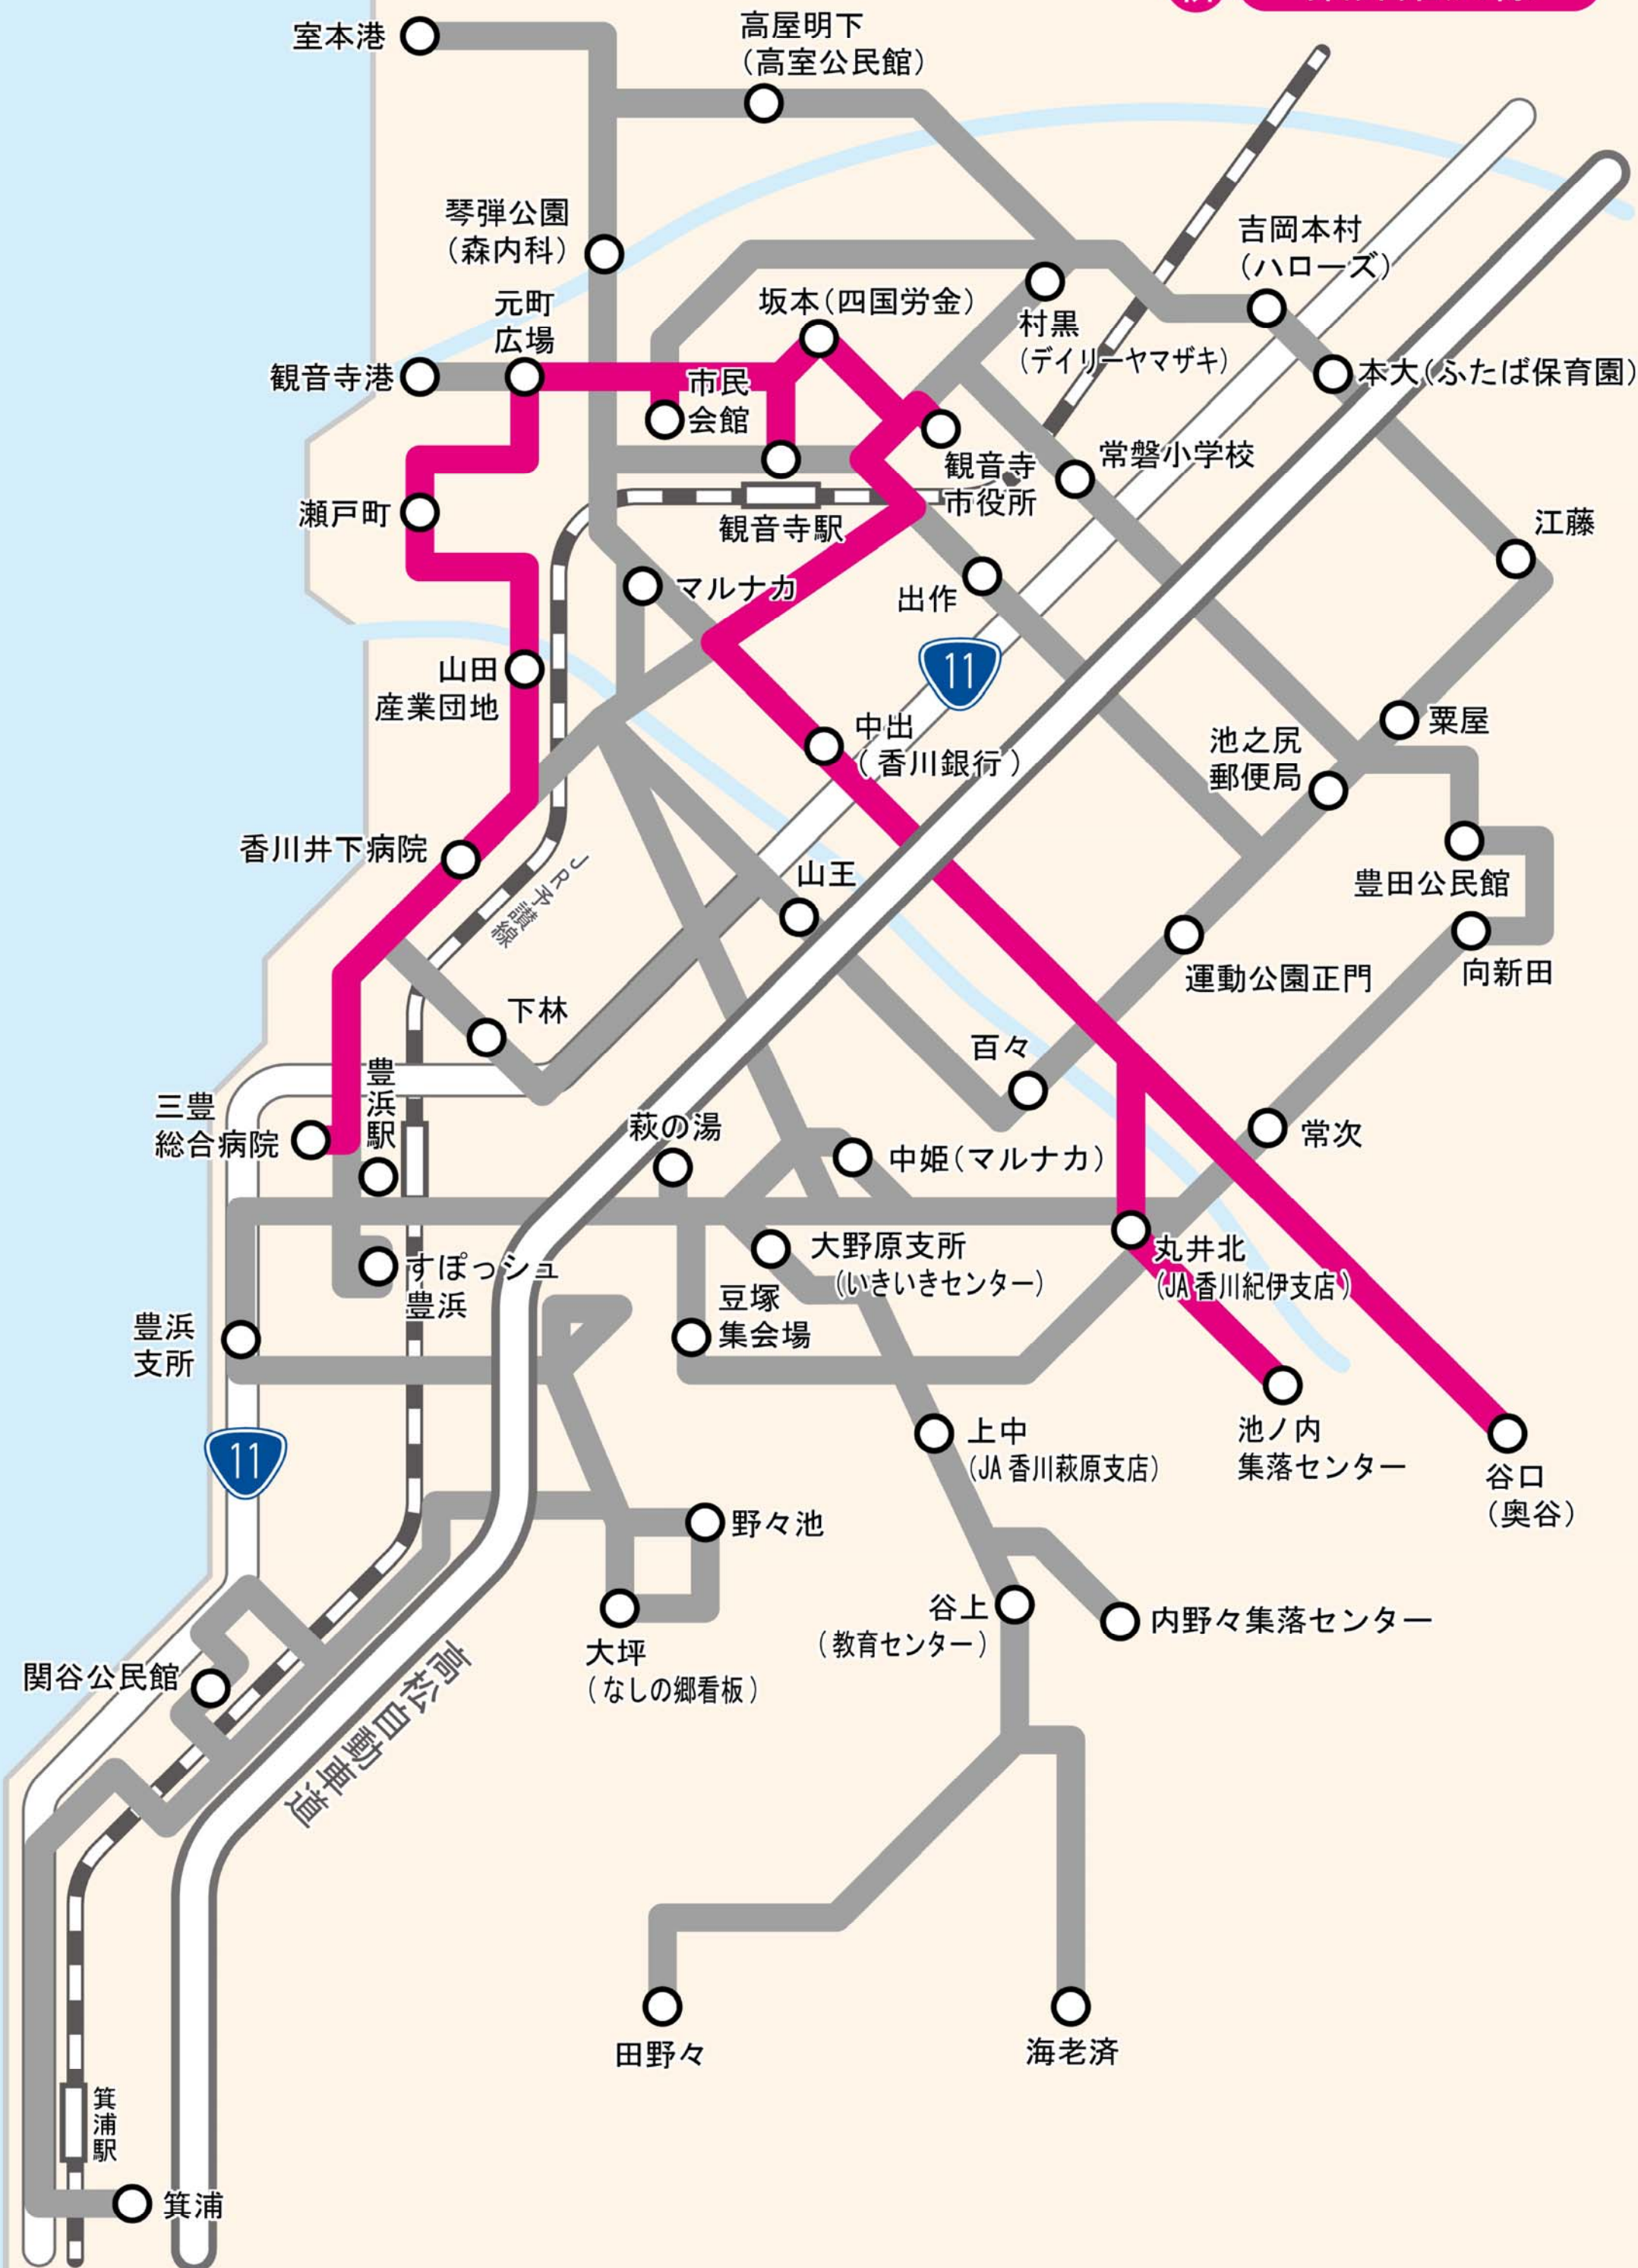 室本港
高屋明下
（高室公民館）
琴弾公園
（森内科）
吉岡本村
（ハローズ）
元町
広場
坂本（四国労金）
村黒
（デイリーヤマザキ）
観音寺港
市民
会館
本大（ふたば保育園）
観音寺
市役所
常磐小学校
瀬戸町
観音寺駅
江藤
マルナカ
出作
11
山田
産業団地
中出
（香川銀行）
池之尻
郵便局
粟屋
香川井下病院
JR予讃線
山王
豊田公民館
運動公園正門
向新田
下林
百々
豊浜駅
三豊
総合病院
萩の湯
中姫（マルナカ）
常次
大野原支所
（いきいきセンター）
丸井北
（JA香川紀伊支店）
すぽっシュ
豊浜
豆塚
集会場
豊浜
支所
11
上中
（JA香川萩原支店）
池ノ内
集落センター
谷口
（奥谷）
野々池
谷上
（教育センター）
内野々集落センター
大坪
（なしの郷看板）
関谷公民館
高松自動車道
田野々
海老済
箕浦駅
箕浦